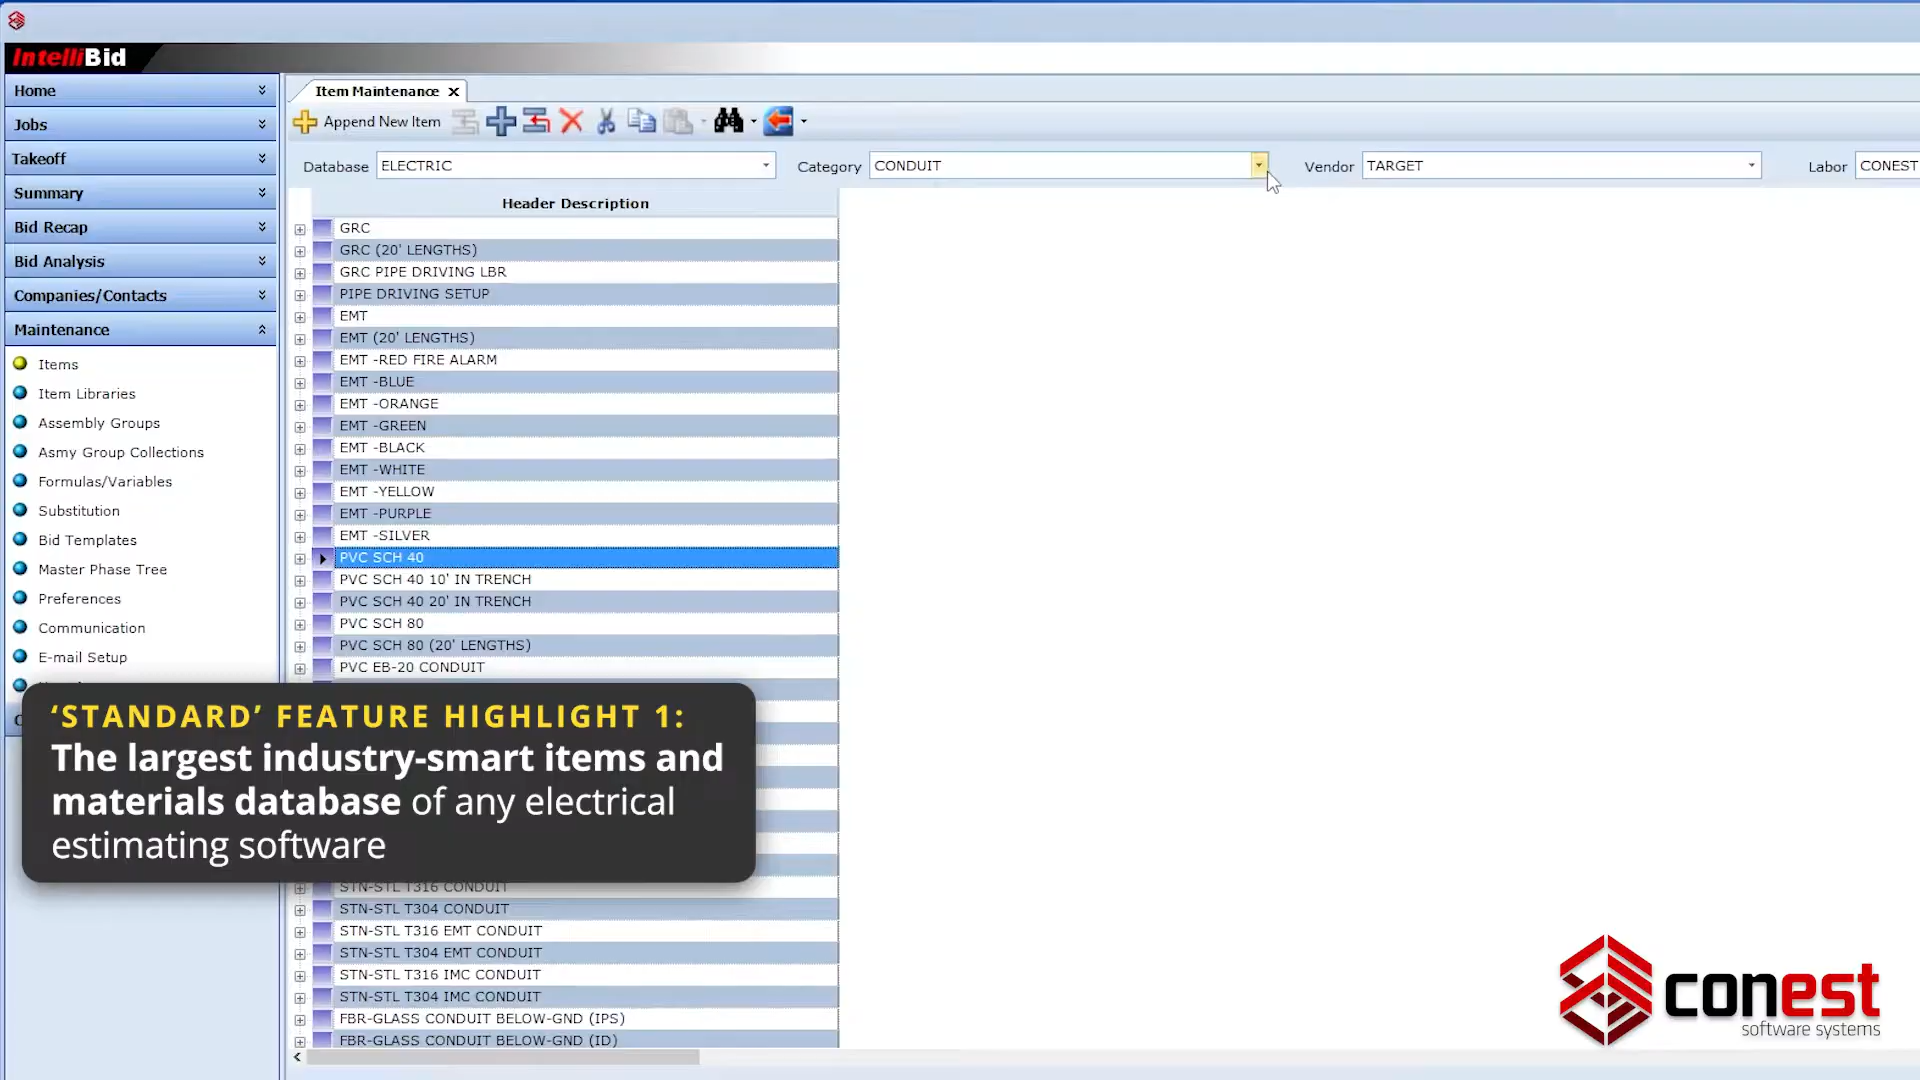 IntelliBid
Home
Jobs
Takeoff
Summary
Bid Recap
Bid Analysis
Companies/Contacts
Maintenance
Items
Item Libraries
Assembly Groups
Asmy Group Collections
Formulas/Variables
Substitution
Bid Templates
Master Phase Tree
Preferences
Communication
E-mail Setup
Item Maintenance
Append New Item
Database ELECTRIC Category CONDUIT Vendor TARGET Labor CONEST
Header Description
GRC
GRC (20' LENGTHS)
GRC PIPE DRIVING LBR
PIPE DRIVING SETUP
EMT
EMT (20' LENGTHS)
EMT -RED FIRE ALARM
EMT -BLUE
EMT -ORANGE
EMT -GREEN
EMT -BLACK
EMT -WHITE
EMT -YELLOW
EMT -PURPLE
EMT -SILVER
PVC SCH 40
PVC SCH 40 10' IN TRENCH
PVC SCH 40 20' IN TRENCH
PVC SCH 80
PVC SCH 80 (20' LENGTHS)
PVC EB-20 CONDUIT
‘STANDARD’ FEATURE HIGHLIGHT 1:
The largest industry-smart items and
materials database of any electrical
estimating software
STN-STL T316 CONDUIT
STN-STL T304 CONDUIT
STN-STL T316 EMT CONDUIT
STN-STL T304 EMT CONDUIT
STN-STL T316 IMC CONDUIT
STN-STL T304 IMC CONDUIT
FBR-GLASS CONDUIT BELOW-GND (IPS)
FBR-GLASS CONDUIT BELOW-GND (ID)
conest
software systems